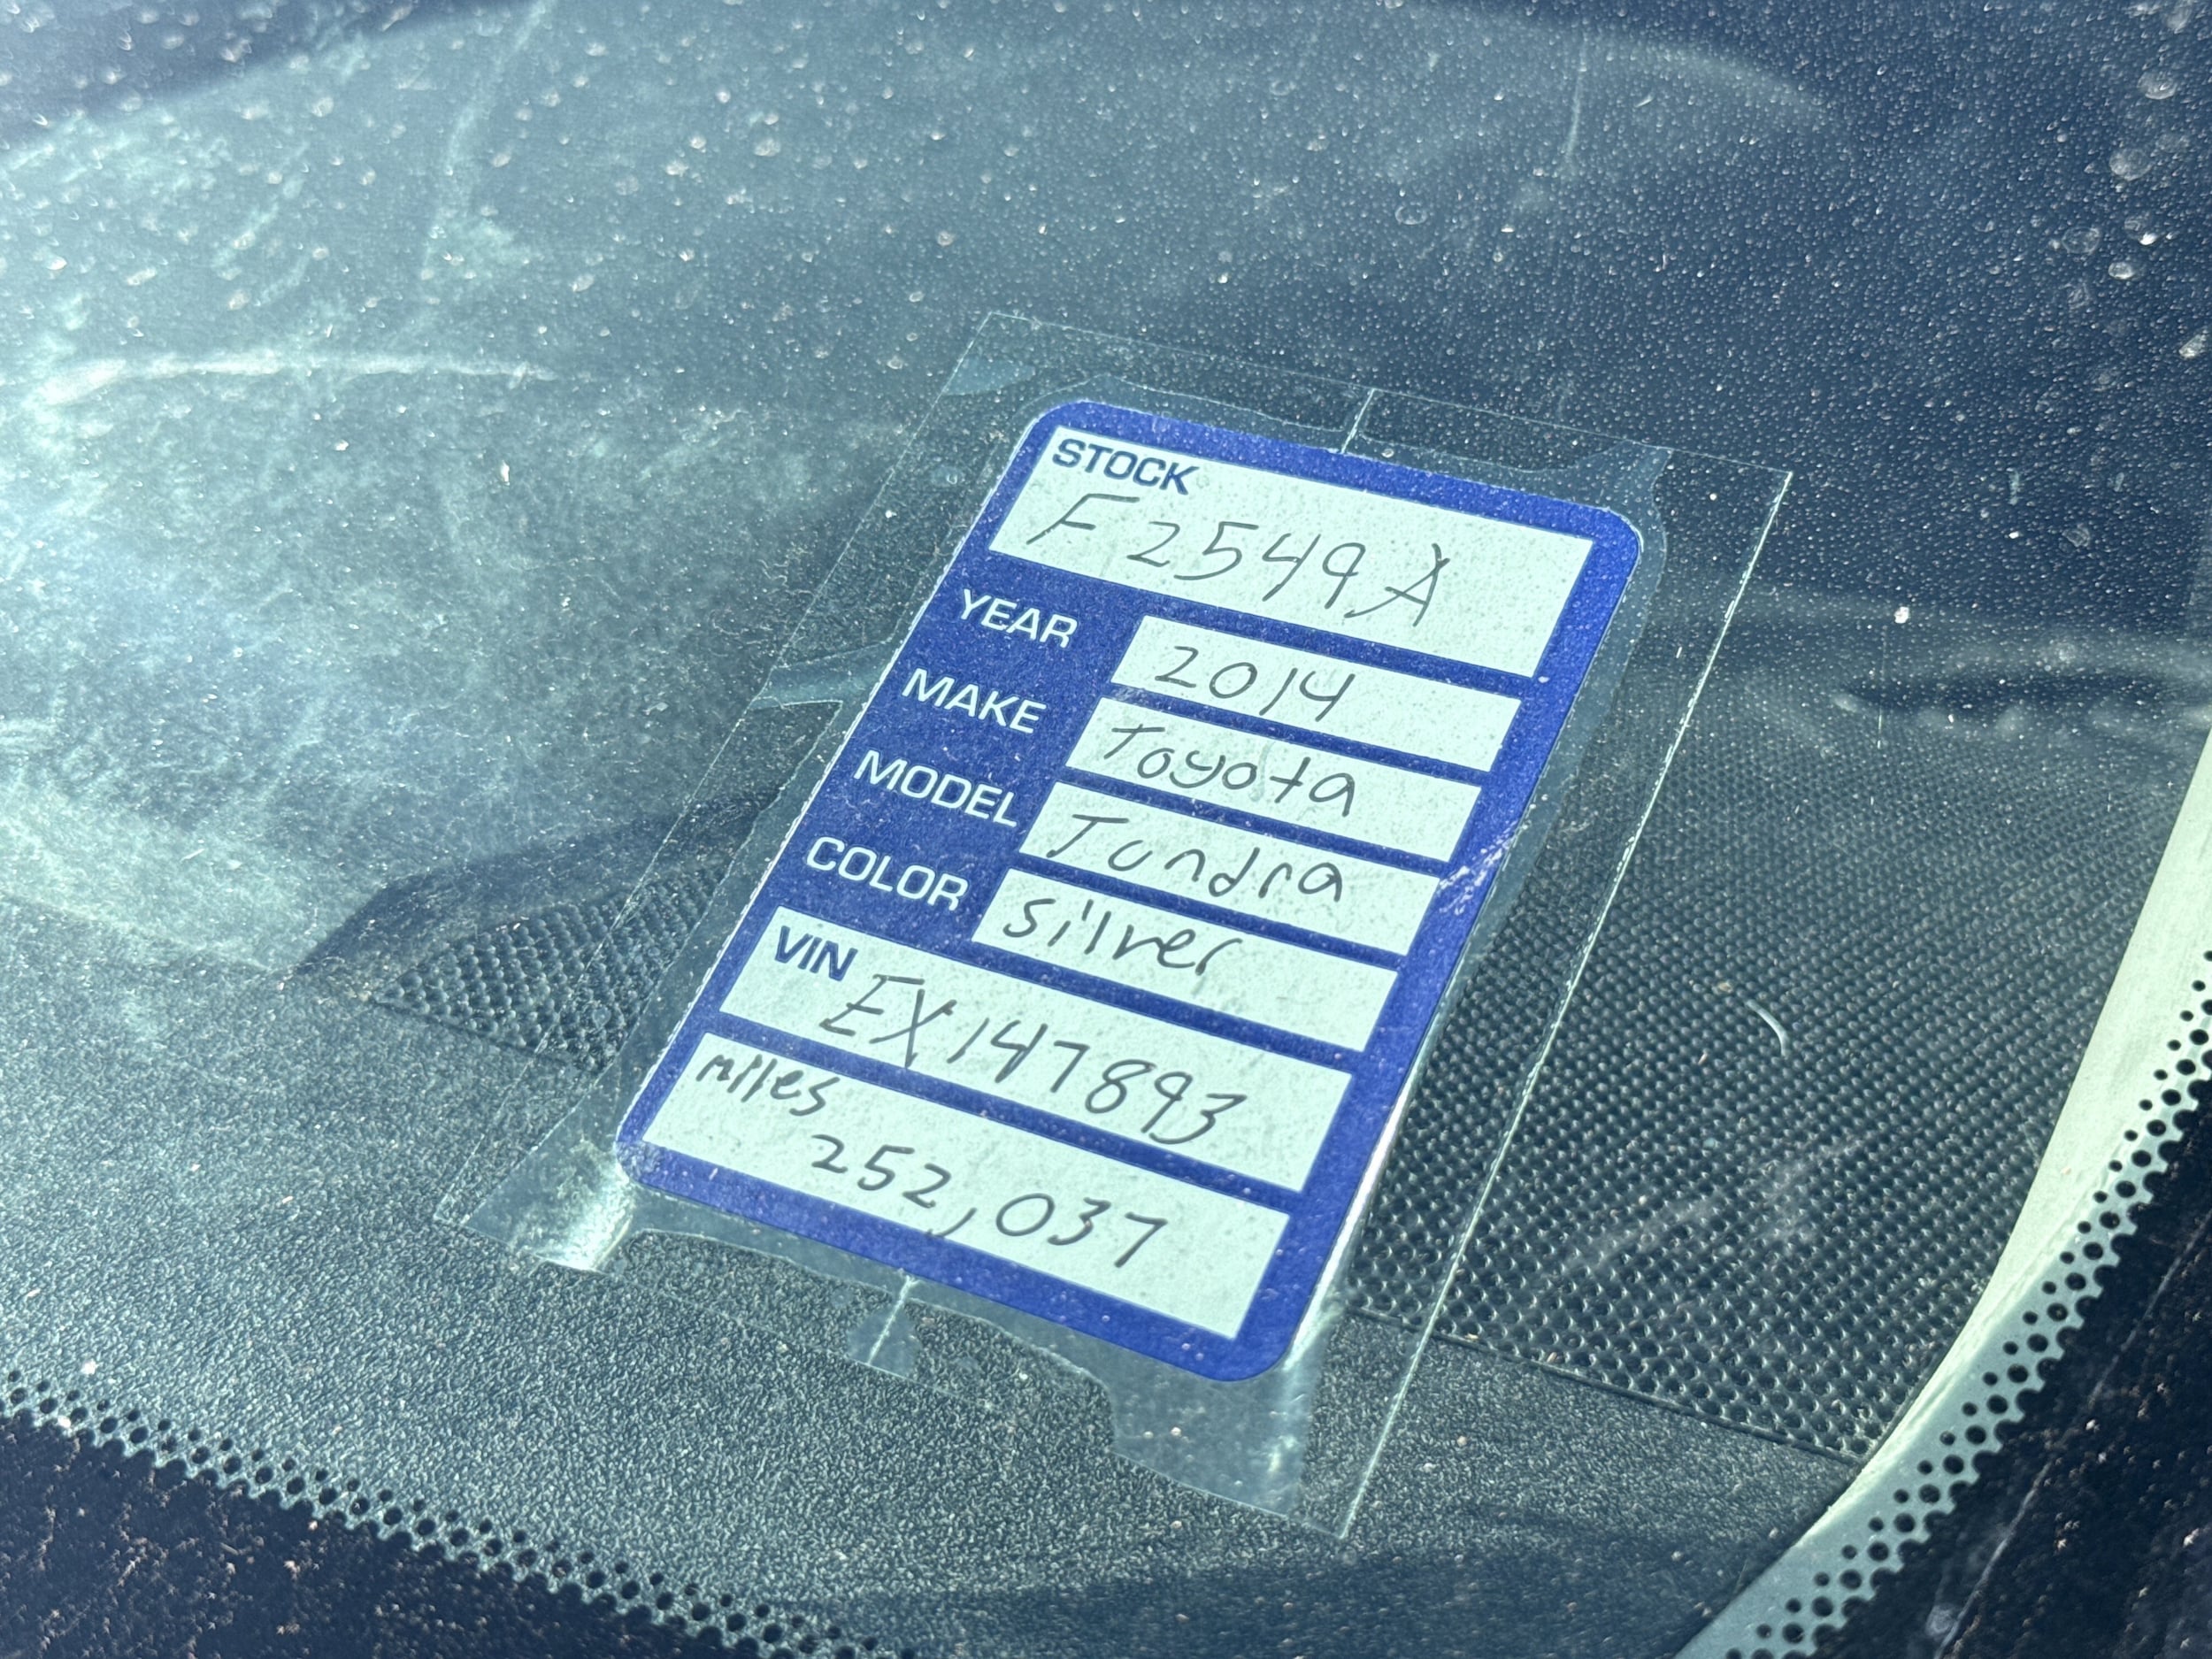 STOCK
F2549A
YEAR 2014
MAKE Toyota
MODEL Tundra
COLOR silver
VIN EX147893
miles
252,037